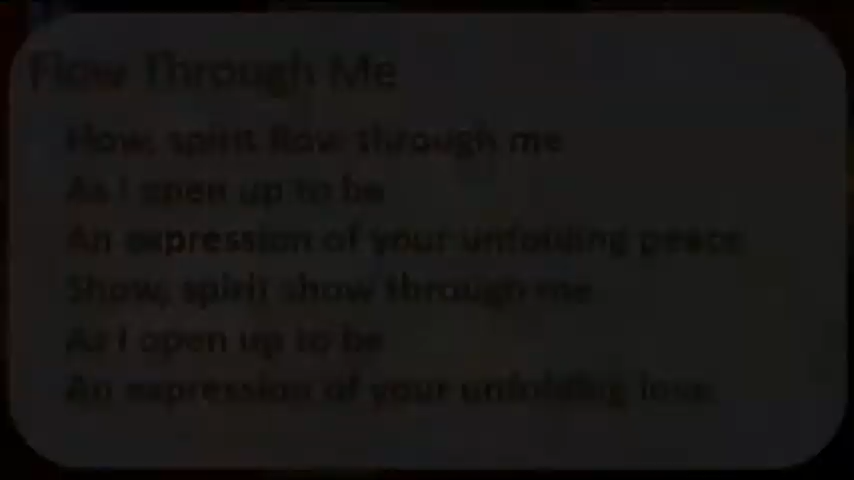 Flow Through Me
Flow, spirit flow through me
As I open up to be
An expression of your unfolding peace
Show, spirit show through me
As I open up to be
An expression of your unfolding love